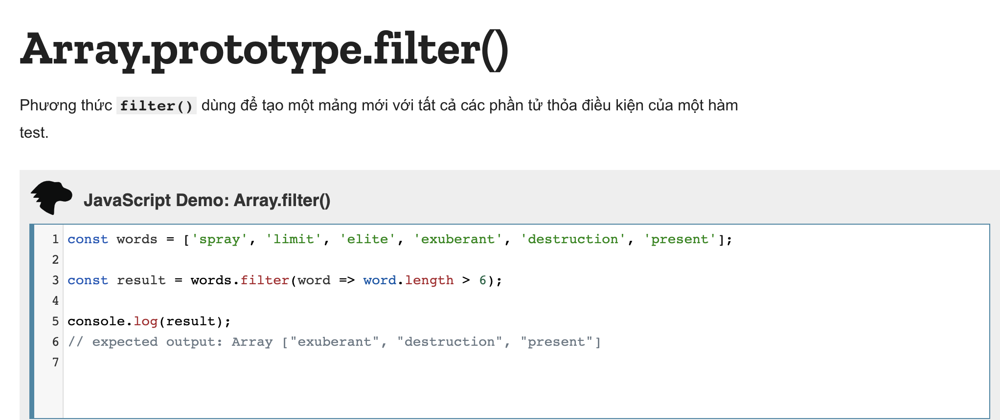 Array.prototype.filter()
Phương thức filter() dùng để tạo một mảng mới với tất cả các phần tử thỏa điều kiện của một hàm
test.
JavaScript Demo: Array.filter()
1 const words = ['spray', 'limit', 'elite', 'exuberant', 'destruction', 'present'];
2
3 const result = words.filter(word => word.length > 6);
4
5 console.log(result);
6 // expected output: Array ["exuberant", "destruction", "present"]
7